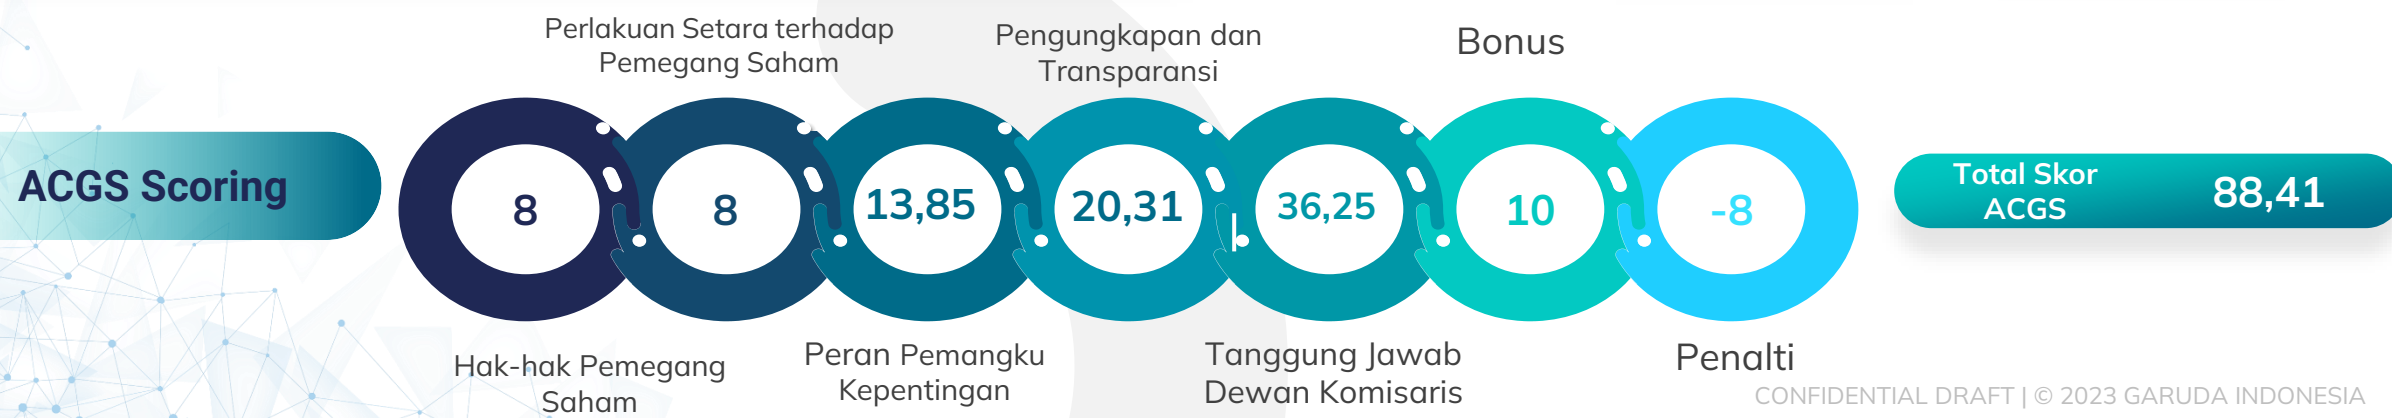 ACGS Scoring
Perlakuan Setara terhadap
Pemegang Saham
Pengungkapan dan
Transparansi
Bonus
8
8
13,85
20,31
36,25
10
-8
Hak-hak Pemegang
Saham
Peran Pemangku
Kepentingan
Tanggung Jawab
Dewan Komisaris
Penalti
Total Skor
ACGS
88,41
CONFIDENTIAL DRAFT | © 2023 GARUDA INDONESIA